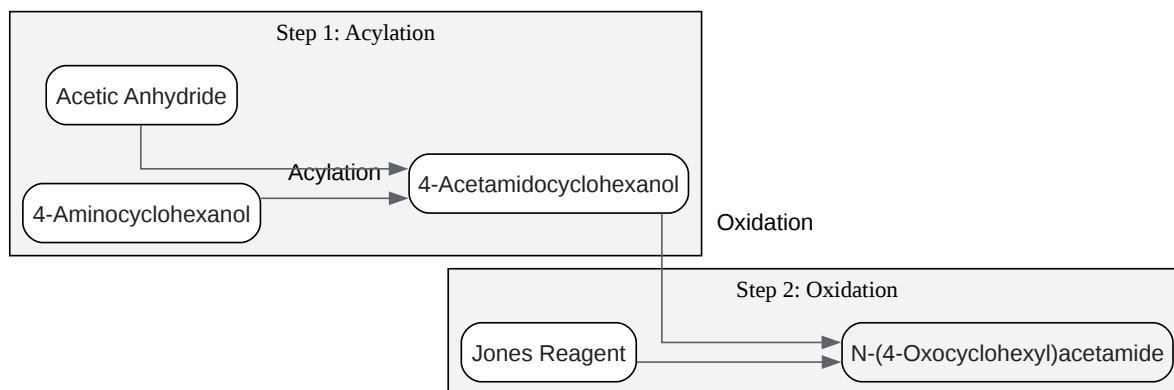 Step 1: Acylation
Acetic Anhydride
Acylation
4-Aminocyclohexanol
4-Acetamidocyclohexanol
Oxidation
Step 2: Oxidation
Jones Reagent
N-(4-Oxocyclohexyl)acetamide